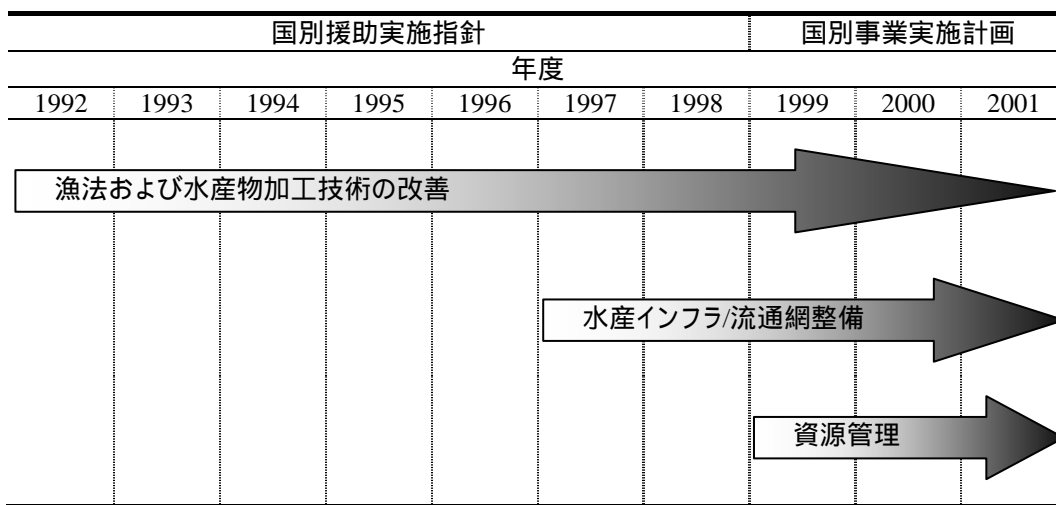 国別援助実施指針 国別事業実施計画
年度
1992 1993 1994 1995 1996 1997 1998 1999 2000 2001
漁法および水産物加工技術の改善
水産インフラ/流通網整備
資源管理